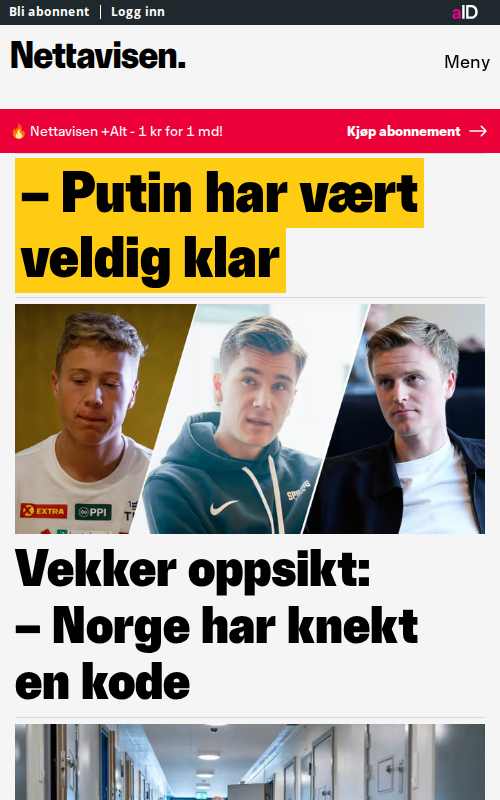 Bli abonnent | Logg inn
aID
Nettavisen.
Meny
🔥 Nettavisen +Alt - 1 kr for 1 md!
Kjøp abonnement →
– Putin har vært
veldig klar
EXTRA
PPI
Vekker oppsikt:
– Norge har knekt
en kode